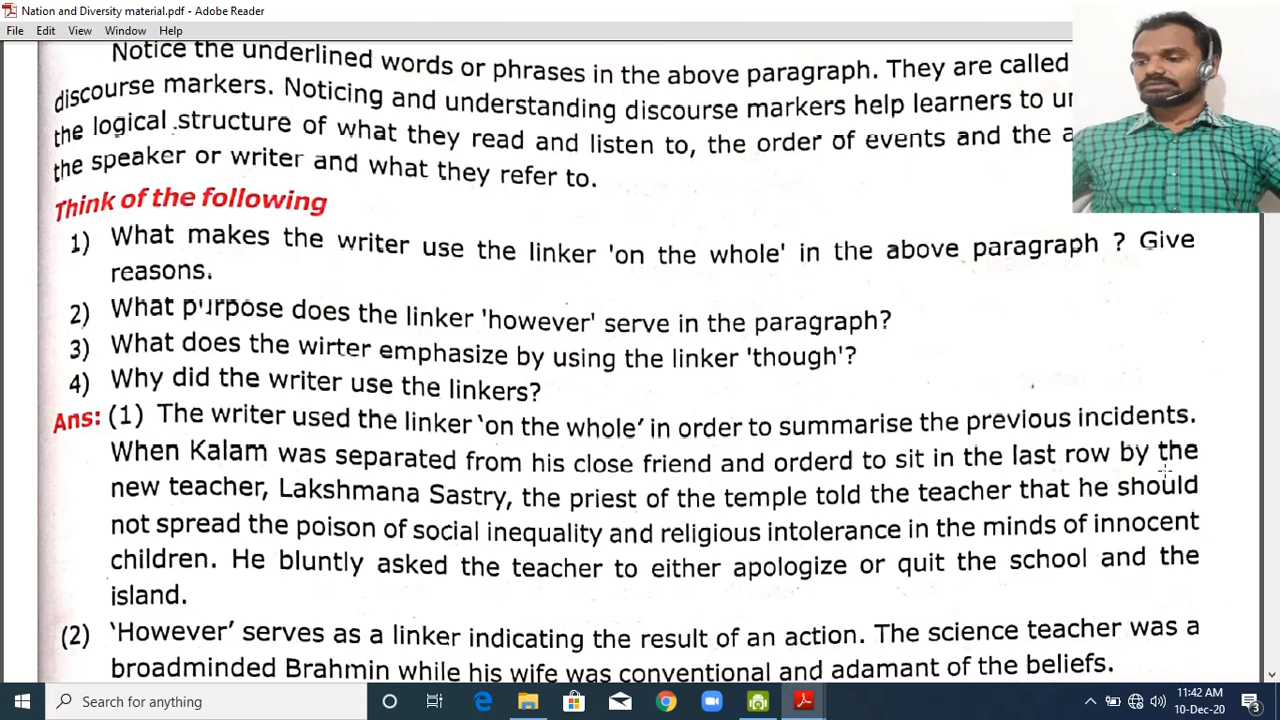 Nation and Diversity material.pdf - Adobe Reader
File Edit View Window Help
Notice the underlined words or phrases in the above paragraph. They are called
discourse markers. Noticing and understanding discourse markers help learners to
the logical structure of what they read and listen to, the order of events and the
the speaker or writer and what they refer to.
Think of the following
1) What makes the writer use the linker 'on the whole' in the above paragraph ? Give
reasons.
2) What purpose does the linker 'however' serve in the paragraph?
3) What does the wirter emphasize by using the linker 'though'?
4) Why did the writer use the linkers?
Ans: (1) The writer used the linker 'on the whole' in order to summarise the previous incidents.
When Kalam was separated from his close friend and orderd to sit in the last row by the
new teacher, Lakshmana Sastry, the priest of the temple told the teacher that he should
not spread the poison of social inequality and religious intolerance in the minds of innocent
children. He bluntly asked the teacher to either apologize or quit the school and the
island.
(2) 'However' serves as a linker indicating the result of an action. The science teacher was a
broadminded Brahmin while his wife was conventional and adamant of the beliefs.
Search for anything
11:42 AM
10-Dec-20
3